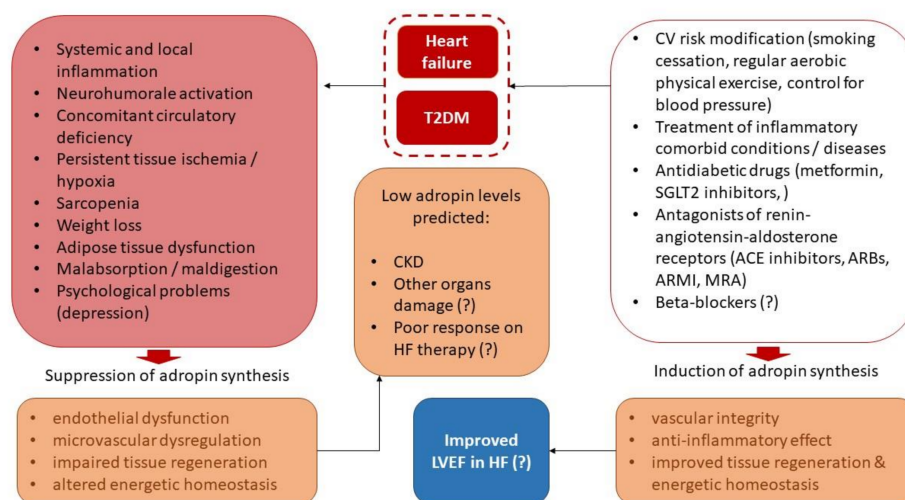 • Systemic and local
inflammation
• Neurohumorale activation
• Concomitant circulatory
deficiency
• Persistent tissue ischemia /
hypoxia
• Sarcopenia
• Weight loss
• Adipose tissue dysfunction
• Malabsorption / maldigestion
• Psychological problems
(depression)
Heart
failure
T2DM
• CV risk modification (smoking
cessation, regular aerobic
physical exercise, control for
blood pressure)
• Treatment of inflammatory
comorbid conditions / diseases
• Antidiabetic drugs (metformin,
SGLT2 inhibitors, )
• Antagonists of renin-
angiotensin-aldosterone
receptors (ACE inhibitors, ARBs,
ARMI, MRA)
• Beta-blockers (?)
Low adropin levels
predicted:
• CKD
• Other organs
damage (?)
• Poor response on
HF therapy (?)
Suppression of adropin synthesis
Induction of adropin synthesis
• endothelial dysfunction
• microvascular dysregulation
• impaired tissue regeneration
• altered energetic homeostasis
Improved
LVEF in HF (?)
• vascular integrity
• anti-inflammatory effect
• improved tissue regeneration &
energetic homeostasis